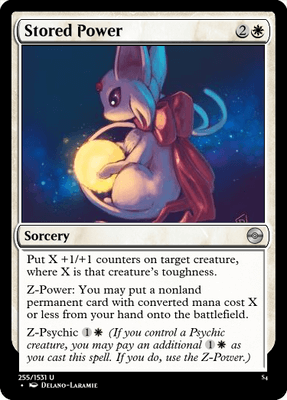 Stored Power 2
Sorcery
Put X +1/+1 counters on target creature,
where X is that creature's toughness.
Z-Power: You may put a nonland
permanent card with converted mana cost X
or less from your hand onto the battlefield.
Z-Psychic 1 (If you control a Psychic
creature, you may pay an additional 1 as
you cast this spell. If you do, use the Z-Power.)
255/1531 U
S4
• Delano-Laramie